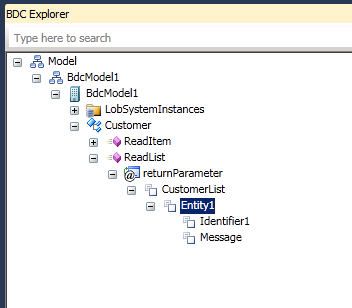 BDC Explorer
Type here to search
Model
BdcModel1
BdcModel1
LobSystemInstances
Customer
ReadItem
ReadList
returnParameter
CustomerList
Entity1
Identifier1
Message